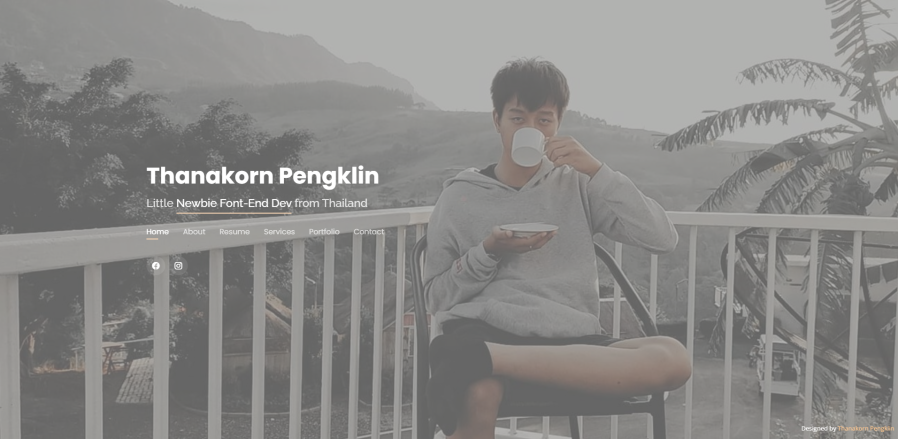 Thanakorn Pengklin
Little Newbie Font-End Dev from Thailand
Home About Resume Services Portfolio Contact
Designed by Thanakorn Pengklin